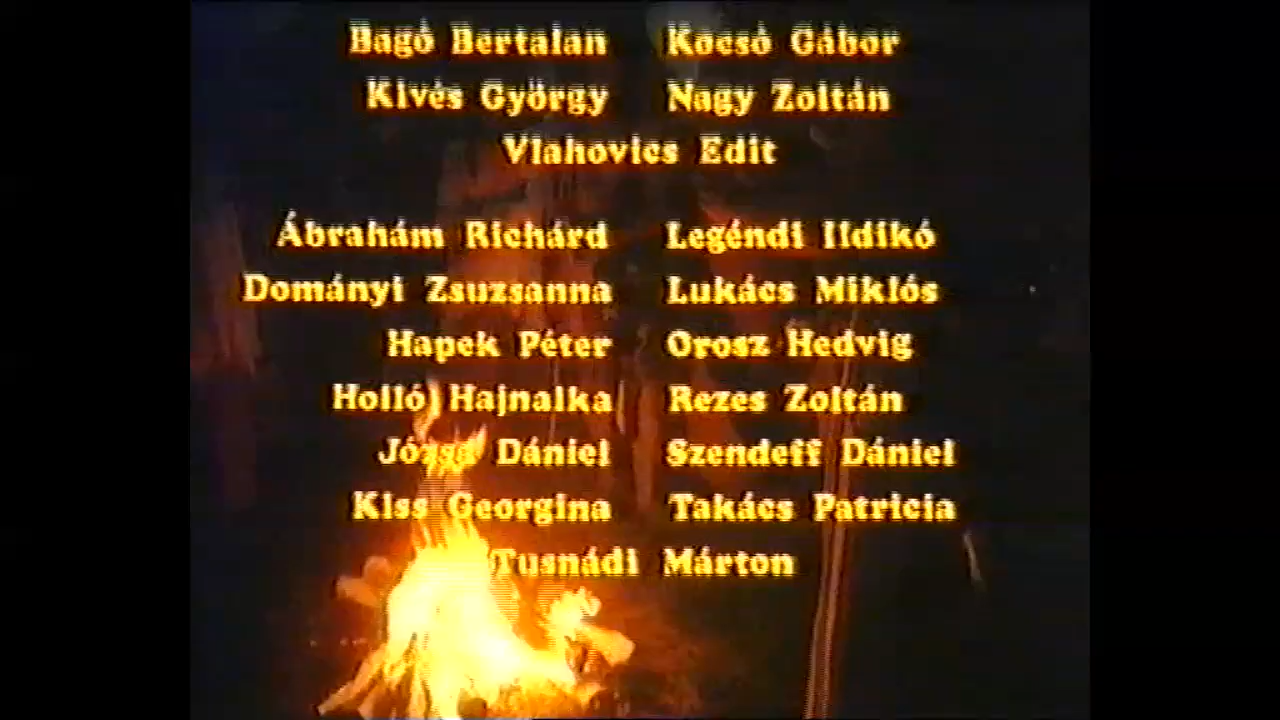 Bagó Bertalan Kocsó Gábor
Kivés György Nagy Zoltán
Vlahovics Edit
Ábrahám Richárd Legéndi Ildikó
Dományi Zsuzsanna Lukács Miklós
Hapek Péter Orosz Hedvig
Holló Hajnalka Rezes Zoltán
Józsa Dániel Szendeff Dániel
Kiss Georgina Takács Patricia
Tusnádi Márton